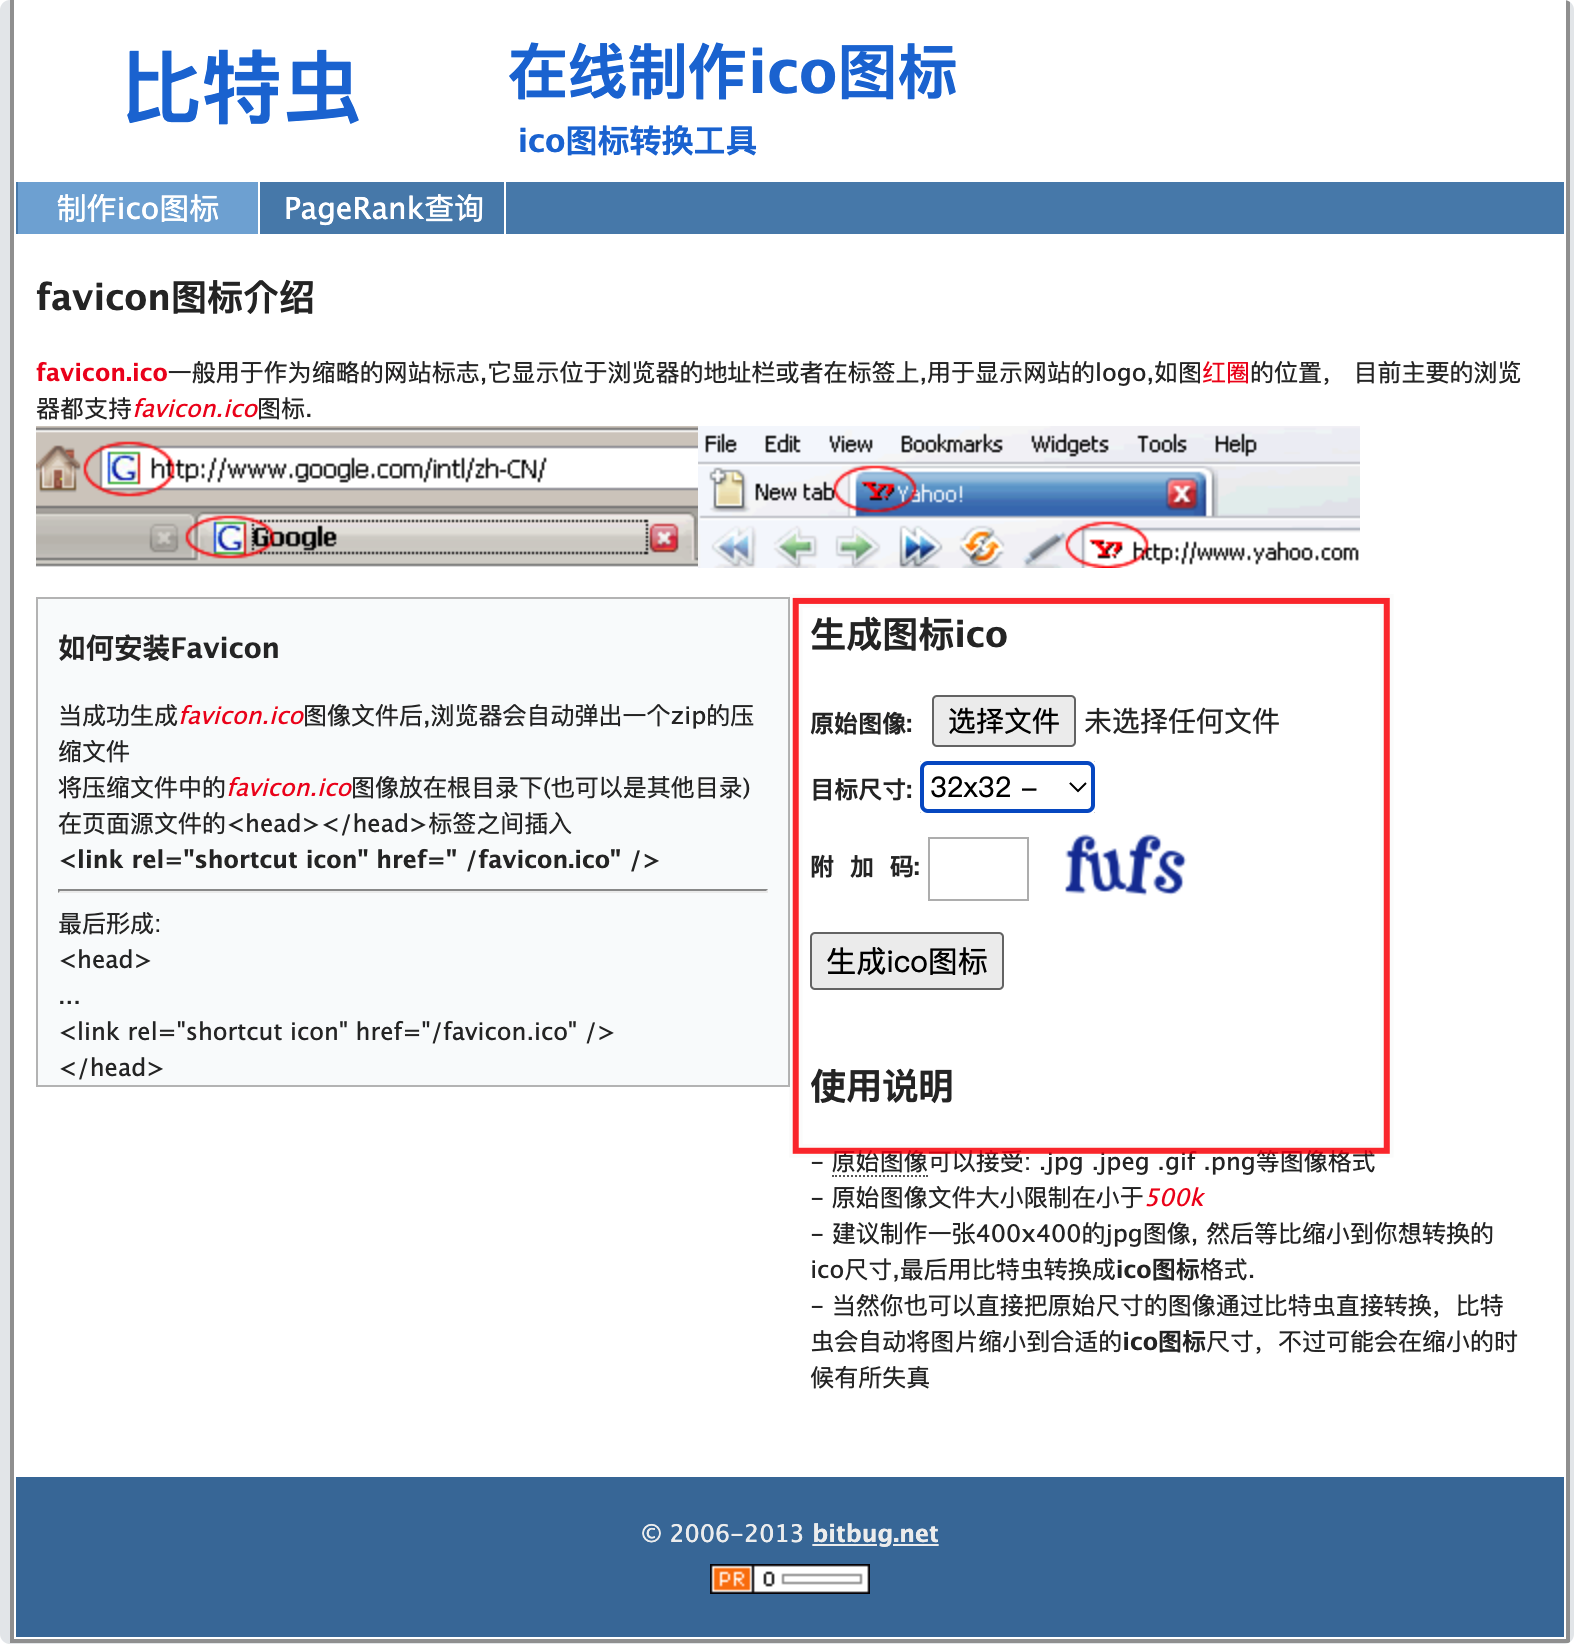 比特虫
在线制作ico图标
ico图标转换工具
制作ico图标
PageRank查询
favicon图标介绍
favicon.ico一般用于作为缩略的网站标志,它显示位于浏览器的地址栏或者在标签上,用于显示网站的logo,如图红圈的位置， 目前主要的浏览
器都支持favicon.ico图标.
http://www.google.com/intl/zh-CN/
Google
File Edit View Bookmarks Widgets Tools Help
New tab
Yahoo!
http://www.yahoo.com
如何安装Favicon
当成功生成favicon.ico图像文件后,浏览器会自动弹出一个zip的压
缩文件
将压缩文件中的favicon.ico图像放在根目录下(也可以是其他目录)
在页面源文件的<head></head>标签之间插入
<link rel="shortcut icon" href=" /favicon.ico" />
最后形成:
<head>
...
<link rel="shortcut icon" href="/favicon.ico" />
</head>
生成图标ico
原始图像: 选择文件 未选择任何文件
目标尺寸: 32x32 –
附 加 码: fufs
生成ico图标
使用说明
– 原始图像可以接受: .jpg .jpeg .gif .png等图像格式
– 原始图像文件大小限制在小于500k
– 建议制作一张400x400的jpg图像, 然后等比缩小到你想转换的
ico尺寸,最后用比特虫转换成ico图标格式.
– 当然你也可以直接把原始尺寸的图像通过比特虫直接转换，比特
虫会自动将图片缩小到合适的ico图标尺寸，不过可能会在缩小的时
候有所失真
© 2006–2013 bitbug.net
PR 0